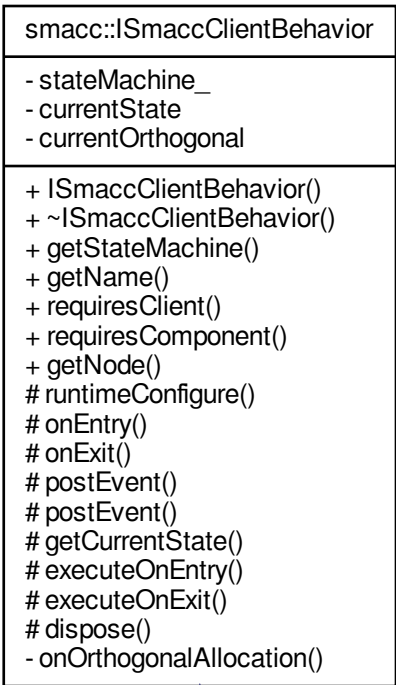 smacc::ISmaccClientBehavior
- stateMachine_
- currentState
- currentOrthogonal
+ ISmaccClientBehavior()
+ ~ISmaccClientBehavior()
+ getStateMachine()
+ getName()
+ requiresClient()
+ requiresComponent()
+ getNode()
# runtimeConfigure()
# onEntry()
# onExit()
# postEvent()
# postEvent()
# getCurrentState()
# executeOnEntry()
# executeOnExit()
# dispose()
- onOrthogonalAllocation()